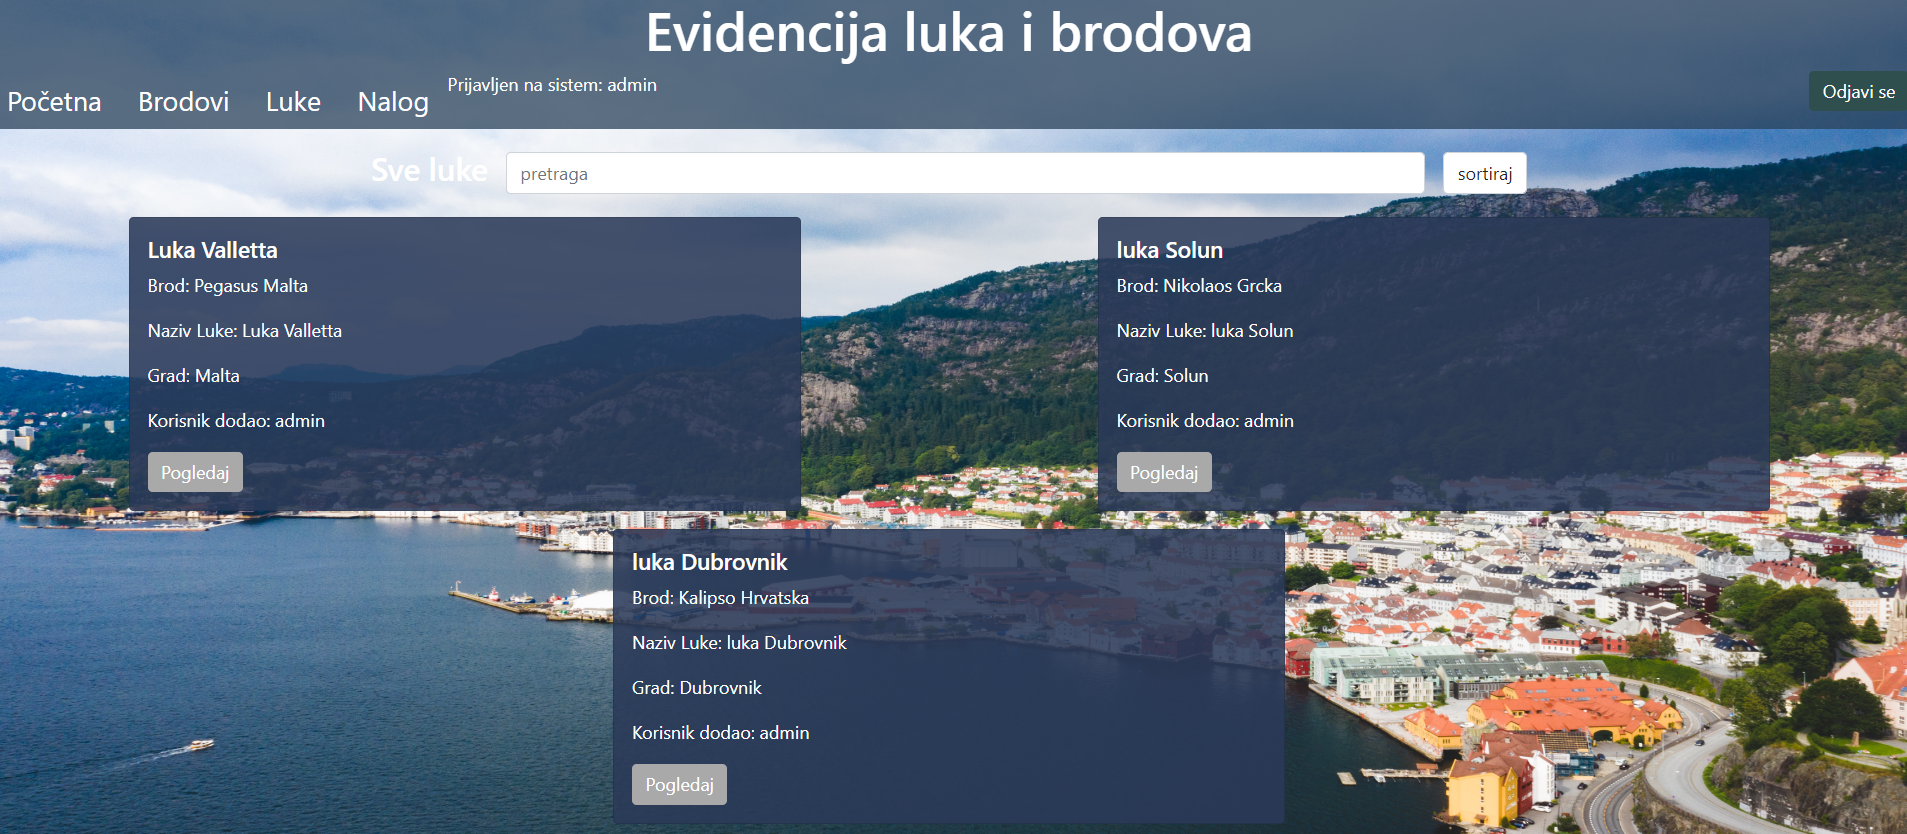 Evidencija luka i brodova
Početna Brodovi Luke Nalog Prijavljen na sistem: admin Odjavi se
Sve luke pretraga sortiraj
Luka Valletta
Brod: Pegasus Malta
Naziv Luke: Luka Valletta
Grad: Malta
Korisnik dodao: admin
Pogledaj
luka Solun
Brod: Nikolaos Grcka
Naziv Luke: luka Solun
Grad: Solun
Korisnik dodao: admin
Pogledaj
luka Dubrovnik
Brod: Kalipso Hrvatska
Naziv Luke: luka Dubrovnik
Grad: Dubrovnik
Korisnik dodao: admin
Pogledaj